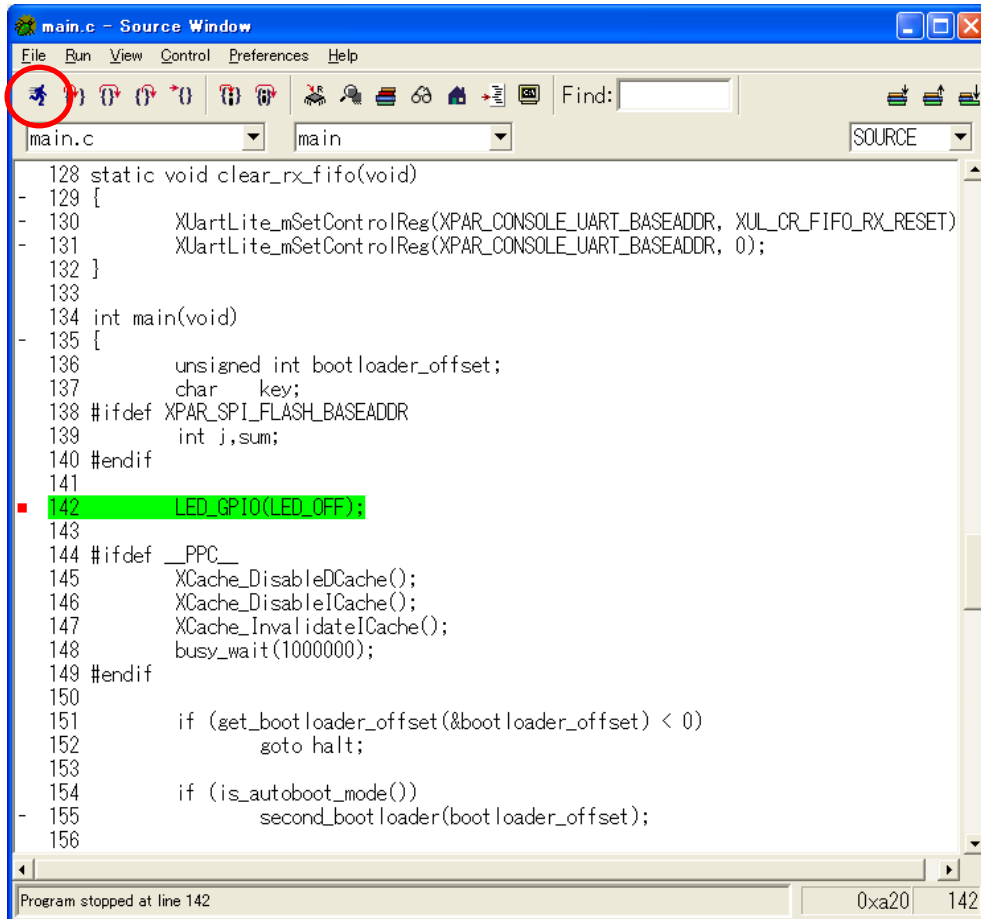 main.c - Source Window
File Run View Control Preferences Help
Find:
main.c main SOURCE
128 static void clear_rx_fifo(void)
- 129 {
- 130 XUartLite_mSetControlReg(XPAR_CONSOLE_UART_BASEADDR, XUL_CR_FIFO_RX_RESET)
- 131 XUartLite_mSetControlReg(XPAR_CONSOLE_UART_BASEADDR, 0);
132 }
133
134 int main(void)
- 135 {
136 unsigned int bootloader_offset;
137 char key;
138 #ifdef XPAR_SPI_FLASH_BASEADDR
139 int j,sum;
140 #endif
141
142 LED_GPIO(LED_OFF);
143
144 #ifdef __PPC__
145 XCache_DisableDCache();
146 XCache_DisableICache();
147 XCache_InvalidateICache();
148 busy_wait(1000000);
149 #endif
150
151 if (get_bootloader_offset(&bootloader_offset) < 0)
152 goto halt;
153
154 if (is_autoboot_mode())
- 155 second_bootloader(bootloader_offset);
156
Program stopped at line 142 0xa20 142